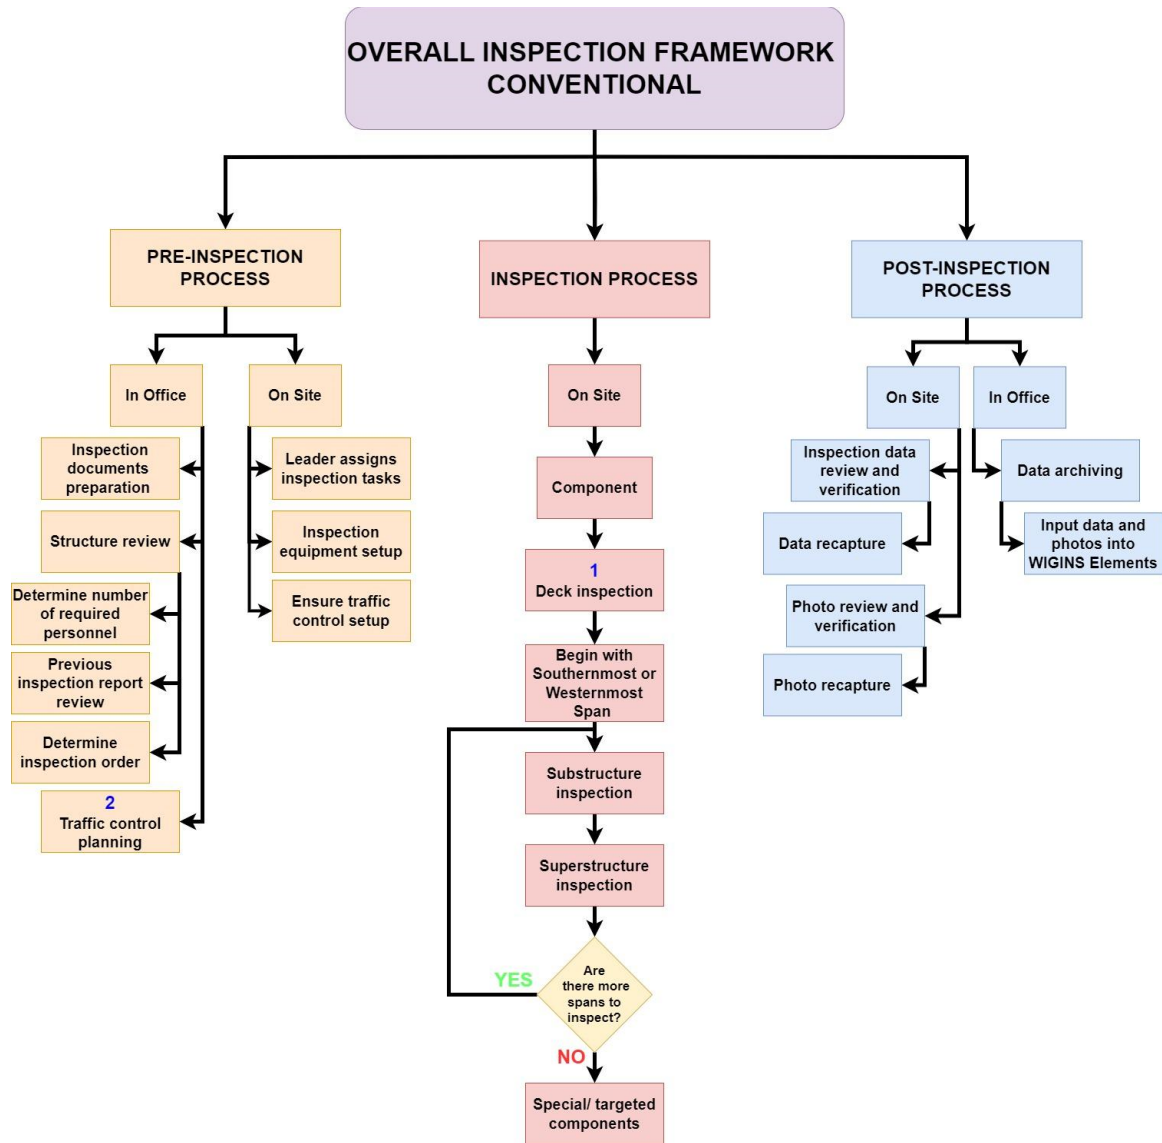 OVERALL INSPECTION FRAMEWORK
CONVENTIONAL
PRE-INSPECTION
PROCESS
In Office
On Site
Inspection
documents
preparation
Structure review
Determine number
of required
personnel
Previous
inspection report
review
Determine
inspection order
2
Traffic control
planning
Leader assigns
inspection tasks
Inspection
equipment setup
Ensure traffic
control setup
INSPECTION PROCESS
On Site
Component
1
Deck inspection
Begin with
Southernmost or
Westernmost
Span
Substructure
inspection
Superstructure
inspection
Are
there more
spans to
inspect?
YES
NO
Special/ targeted
components
POST-INSPECTION
PROCESS
On Site
In Office
Inspection data
review and
verification
Data recapture
Photo review and
verification
Photo recapture
Data archiving
Input data and
photos into
WIGINS Elements